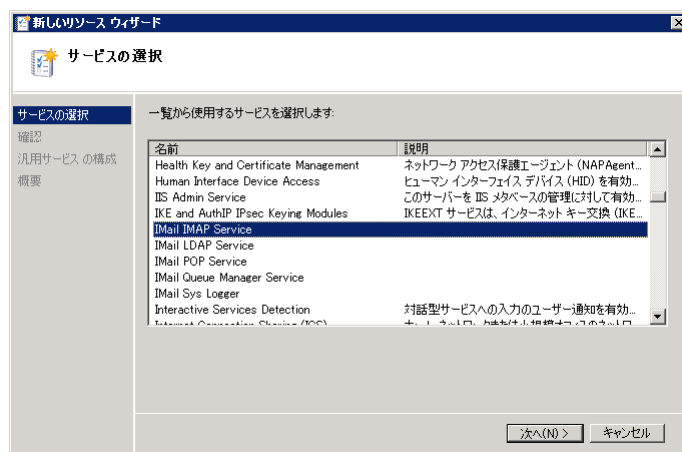 新しいリソース ウィザード
サービスの選択
サービスの選択
確認
汎用サービス の構成
概要
一覧から使用するサービスを選択します:
名前 説明
Health Key and Certificate Management ネットワーク アクセス保護エージェント (NAPAgent...
Human Interface Device Access ヒューマン インターフェイス デバイス (HID) を有効...
IIS Admin Service このサーバーを IIS メタベースの管理に対して有効...
IKE and AuthIP IPsec Keying Modules IKEEXT サービスは、インターネット キー交換 (IKE...
IMail IMAP Service
IMail LDAP Service
IMail POP Service
IMail Queue Manager Service
IMail Sys Logger
Interactive Services Detection 対話型サービスへの入力のユーザー通知を有効...
Internet Connection Sharing (ICS)
次へ(N) > キャンセル